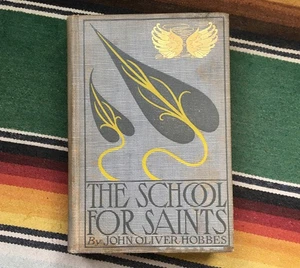 THE SCHOOL
FOR SAINTS
By JOHN OLIVER HOBBES